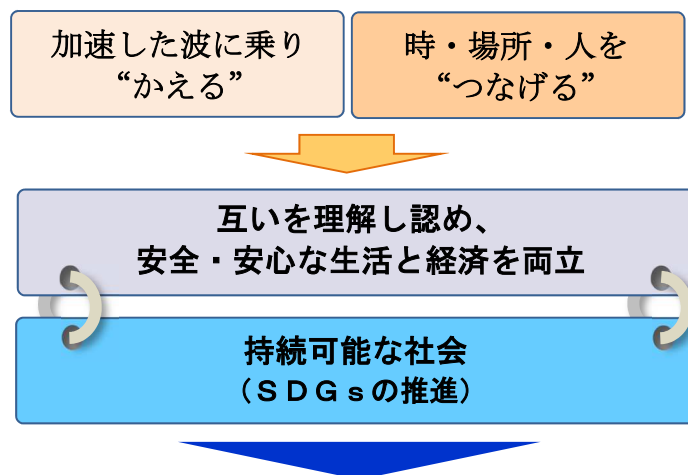 加速した波に乗り
“かえる”
時・場所・人を
“つなげる”
互いを理解し認め、
安全・安心な生活と経済を両立
持続可能な社会
（ＳＤＧｓの推進）